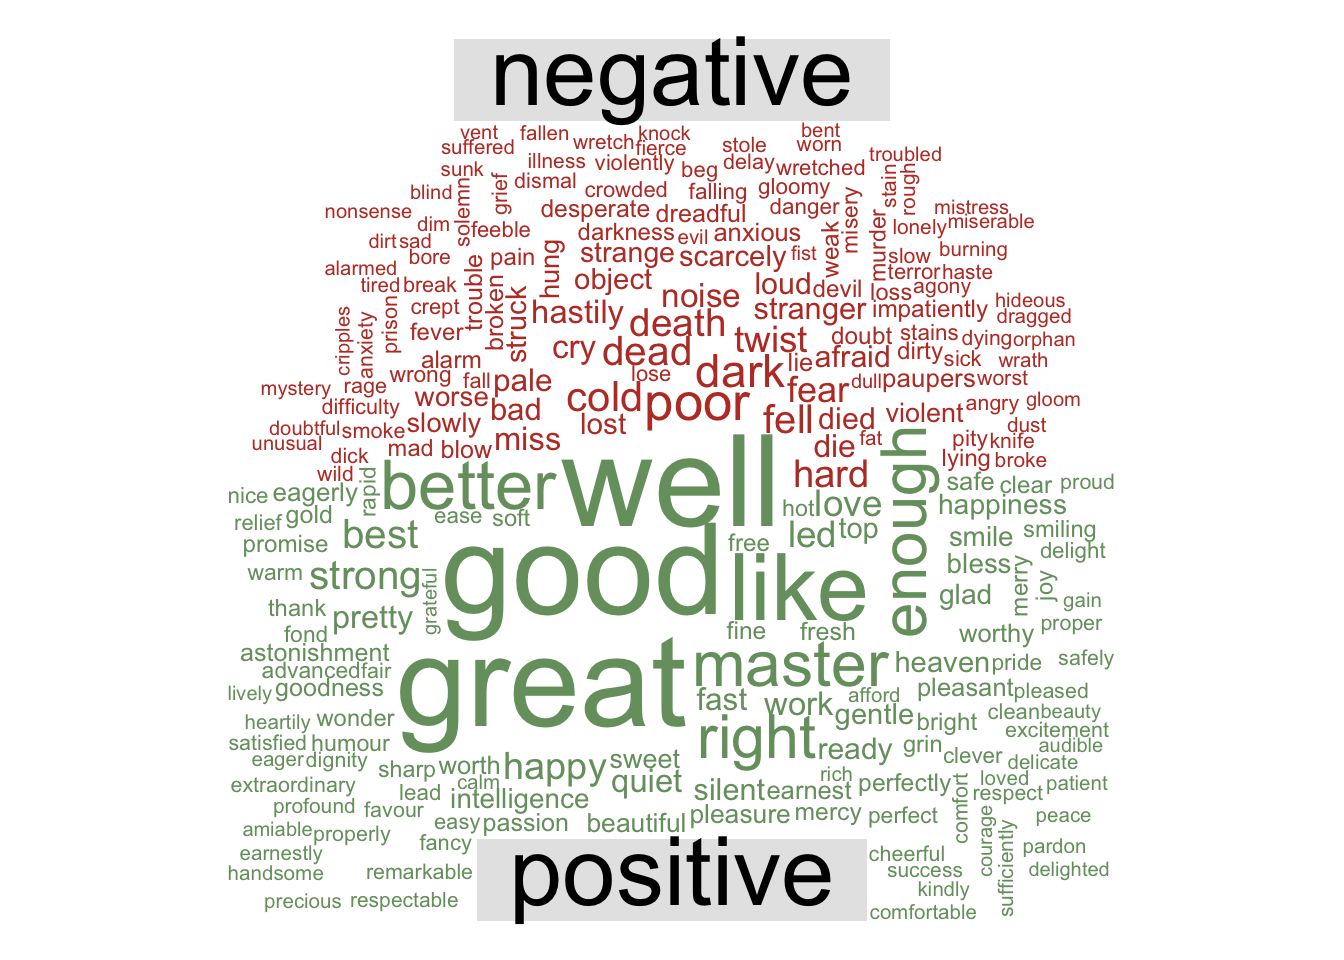 negative
vent fallen wretch knock bent
suffered fierce stole worn
illness violently beg delay wretched troubled
sunk dismal crowded falling gloomy stain rough
blind solemn grief desperate dreadful danger misery mistress
nonsense dim feeble darkness evil anxious weak murder lonely miserable
dirt sad bore pain hung strange scarcely fist slow burning
alarmed trouble object loud devil loss terror haste
tired break broken struck noise stranger agony hideous
cripples anxiety prison crept hastily death impatiently dragged
fever cry dead twist doubt stains dying orphan
alarm lie afraid dirty sick wrath
mystery rage wrong fall pale lose dark fear dull paupers worst
difficulty worse bad cold poor fell died violent angry gloom
doubtful smoke slowly lost dust
unusual mad blow miss die fat pity knife
dick lying broke
wild rapid better well hard enough safe clear proud
nice eagerly hot love happiness
relief gold ease soft led top smile smiling
promise best free delight
warm strong grateful good like bless merry joy
thank pretty glad gain
fond fine fresh worthy proper
astonishment heaven pride safely
advanced fair great master
lively goodness fast work afford pleasant pleased
heartily wonder gentle bright clean beauty
satisfied humour right ready grin excitement
eager dignity sharp worth happy sweet clever audible
extraordinary calm quiet rich perfectly delicate
lead intelligence silent earnest loved patient
profound favour comfort respect
amiable properly easy passion beautiful pleasure mercy perfect peace
earnestly fancy positive cheerful courage sufficiently pardon
handsome remarkable success delighted
kindly
precious respectable comfortable